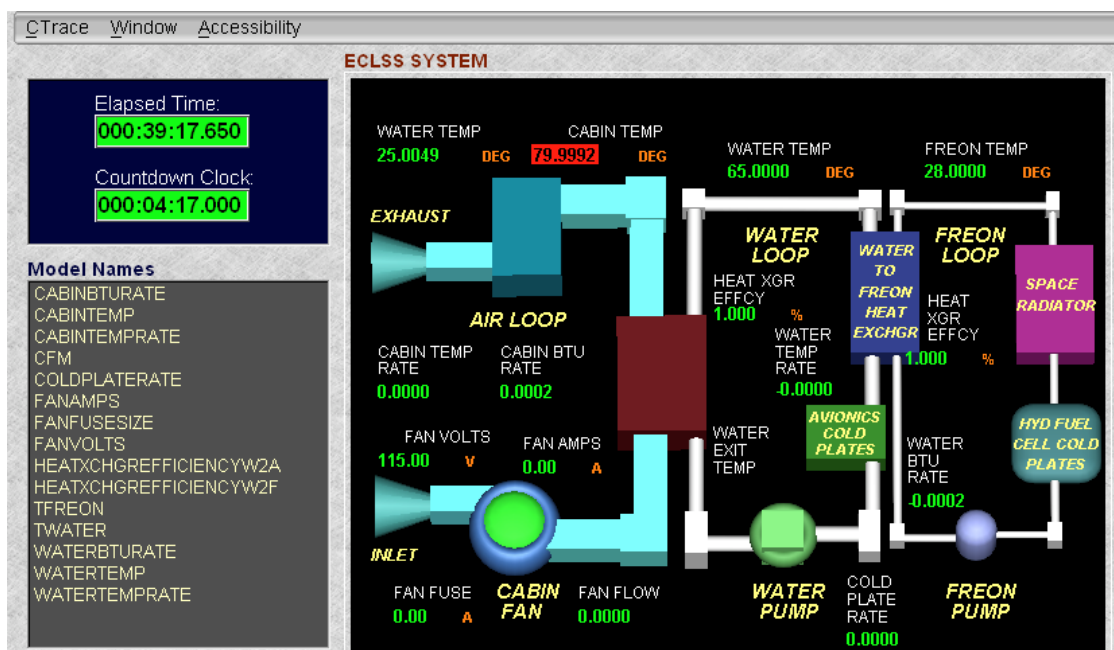 CTrace Window Accessibility
ECLSS SYSTEM
Elapsed Time:
000:39:17.650
Countdown Clock:
000:04:17.000
Model Names
CABINBTURATE
CABINTEMP
CABINTEMPRATE
CFM
COLDPLATERATE
FANAMPS
FANFUSESIZE
FANVOLTS
HEATXCHGREFFICIENCYW2A
HEATXCHGREFFICIENCYW2F
TFREON
TWATER
WATERBTURATE
WATERTEMP
WATERTEMPRATE
WATER TEMP
25.0049 DEG
CABIN TEMP
79.9992 DEG
WATER TEMP
65.0000 DEG
FREON TEMP
28.0000 DEG
EXHAUST
AIR LOOP
WATER
LOOP
HEAT XGR
EFFCY
1.000 %
WATER
TO
FREON
HEAT
EXCHGR
FREON
LOOP
HEAT
XGR
EFFCY
1.000 %
SPACE
RADIATOR
CABIN TEMP
RATE
0.0000
CABIN BTU
RATE
0.0002
WATER
TEMP
RATE
-0.0000
FAN VOLTS
115.00 V
FAN AMPS
0.00 A
WATER
EXIT
TEMP
AVIONICS
COLD
PLATES
WATER
BTU
RATE
-0.0002
HYD FUEL
CELL COLD
PLATES
INLET
FAN FUSE
0.00 A
CABIN
FAN
FAN FLOW
0.0000
WATER
PUMP
COLD
PLATE
RATE
0.0000
FREON
PUMP